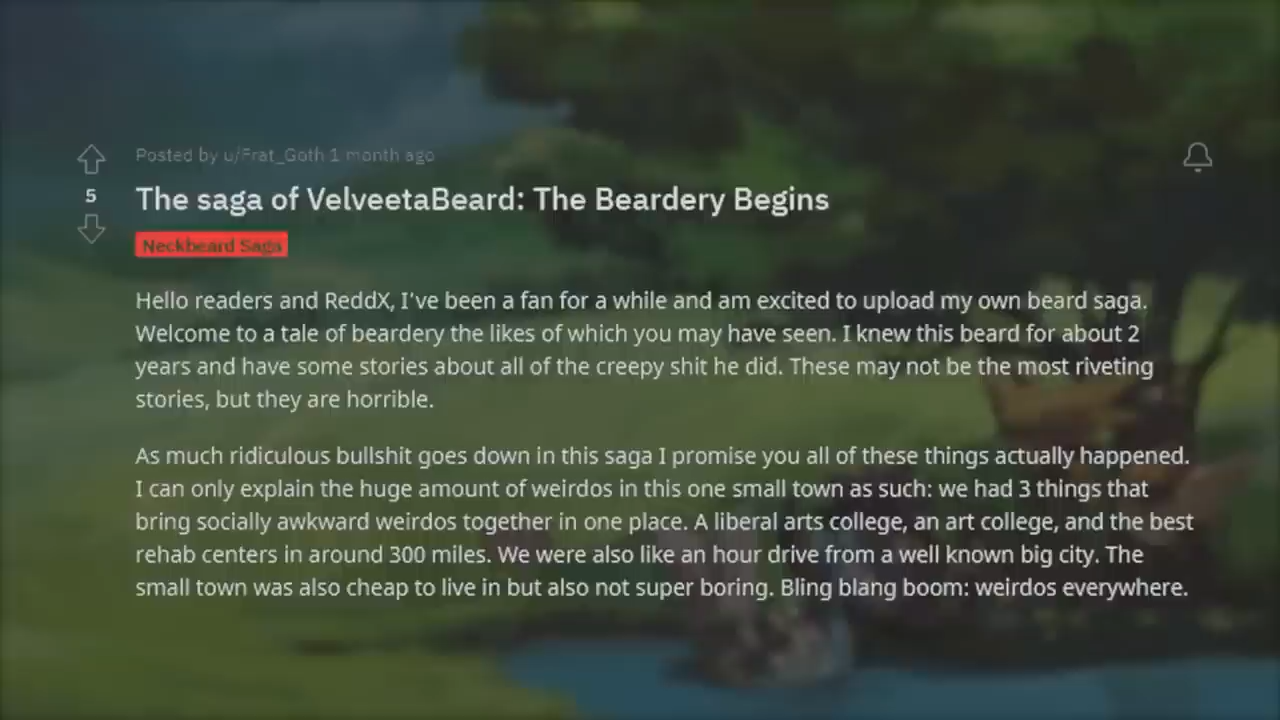 Posted by u/Frat_Goth 1 month ago
5
The saga of VelveetaBeard: The Beardery Begins
Neckbeard Saga
Hello readers and ReddX, I've been a fan for a while and am excited to upload my own beard saga.
Welcome to a tale of beardery the likes of which you may have seen. I knew this beard for about 2
years and have some stories about all of the creepy shit he did. These may not be the most riveting
stories, but they are horrible.
As much ridiculous bullshit goes down in this saga I promise you all of these things actually happened.
I can only explain the huge amount of weirdos in this one small town as such: we had 3 things that
bring socially awkward weirdos together in one place. A liberal arts college, an art college, and the best
rehab centers in around 300 miles. We were also like an hour drive from a well known big city. The
small town was also cheap to live in but also not super boring. Bling blang boom: weirdos everywhere.